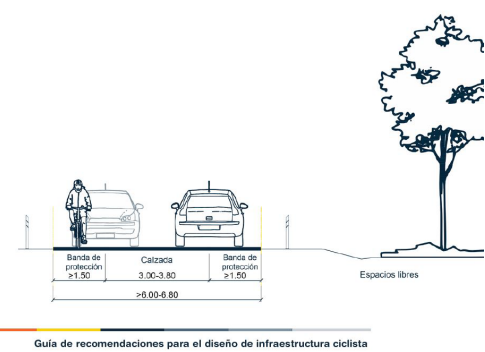 Banda de
protección
≥1.50
Calzada
3.00-3.80
Banda de
protección
≥1.50
>6.00-6.80
Espacios libres
Guía de recomendaciones para el diseño de infraestructura ciclista